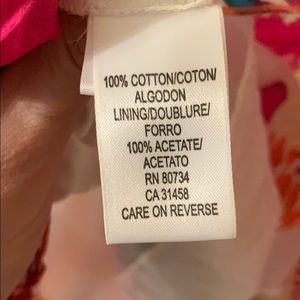 100% COTTON/COTON/
ALGODON
LINING/DOUBLURE/
FORRO
100% ACETATE/
ACETATO
RN 80734
CA 31458
CARE ON REVERSE